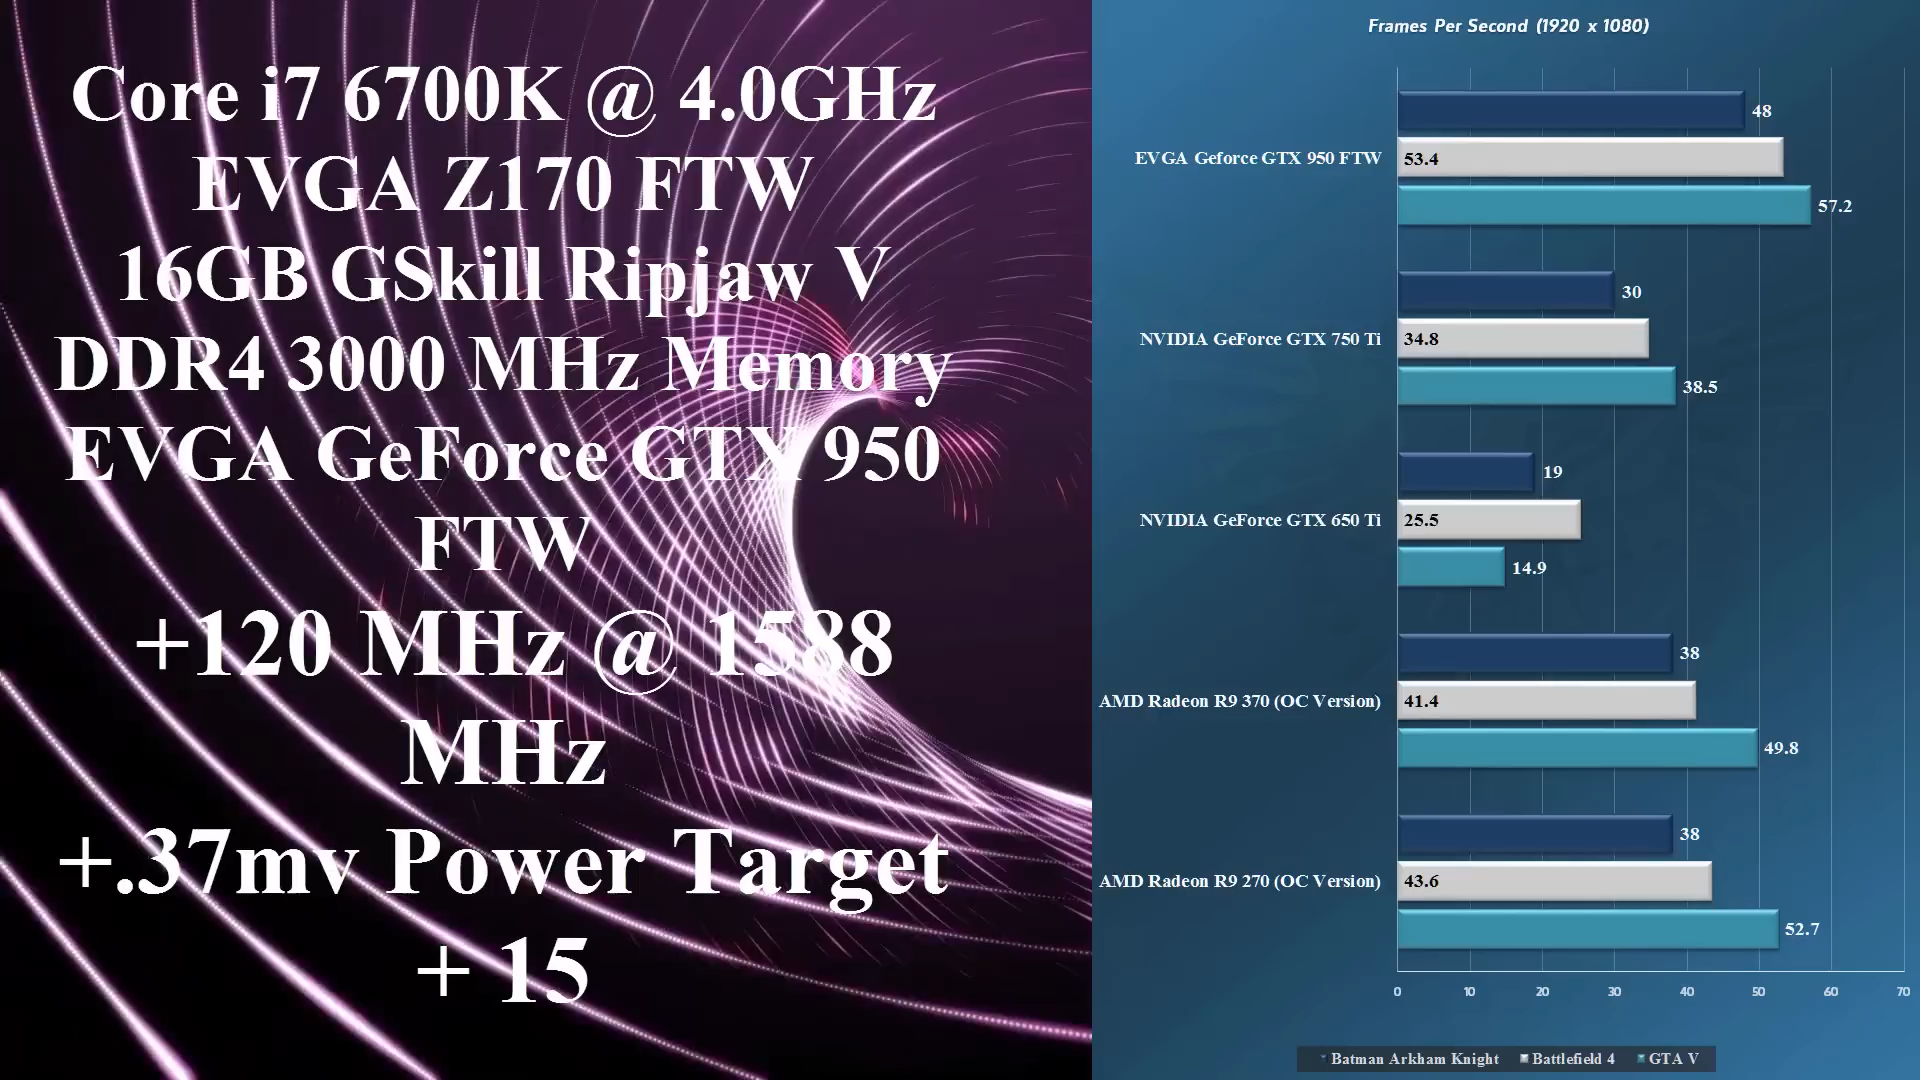 Core i7 6700K @ 4.0GHz
EVGA Z170 FTW
16GB GSkill Ripjaw V
DDR4 3000 MHz Memory
EVGA GeForce GTX 950
FTW
+120 MHz @ 1588
MHz
+.37mv Power Target
+ 15
Frames Per Second (1920 x 1080)
48
EVGA Geforce GTX 950 FTW 53.4
57.2
30
NVIDIA GeForce GTX 750 Ti 34.8
38.5
19
NVIDIA GeForce GTX 650 Ti 25.5
14.9
38
AMD Radeon R9 370 (OC Version) 41.4
49.8
38
AMD Radeon R9 270 (OC Version) 43.6
52.7
0 10 20 30 40 50 60 70
Batman Arkham Knight Battlefield 4 GTA V